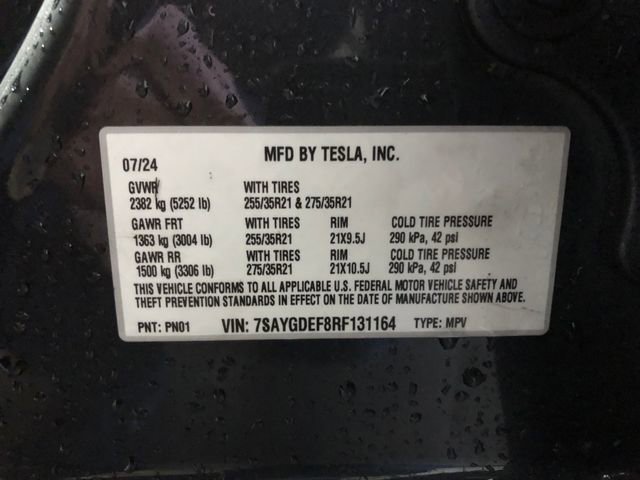 07/24 MFD BY TESLA, INC.
GVWR WITH TIRES
2382 kg (5252 lb) 255/35R21 & 275/35R21
GAWR FRT WITH TIRES RIM COLD TIRE PRESSURE
1363 kg (3004 lb) 255/35R21 21X9.5J 290 kPa, 42 psi
GAWR RR WITH TIRES RIM COLD TIRE PRESSURE
1500 kg (3306 lb) 275/35R21 21X10.5J 290 kPa, 42 psi
THIS VEHICLE CONFORMS TO ALL APPLICABLE U.S. FEDERAL MOTOR VEHICLE SAFETY AND
THEFT PREVENTION STANDARDS IN EFFECT ON THE DATE OF MANUFACTURE SHOWN ABOVE.
PNT: PN01 VIN: 7SAYGDEF8RF131164 TYPE: MPV